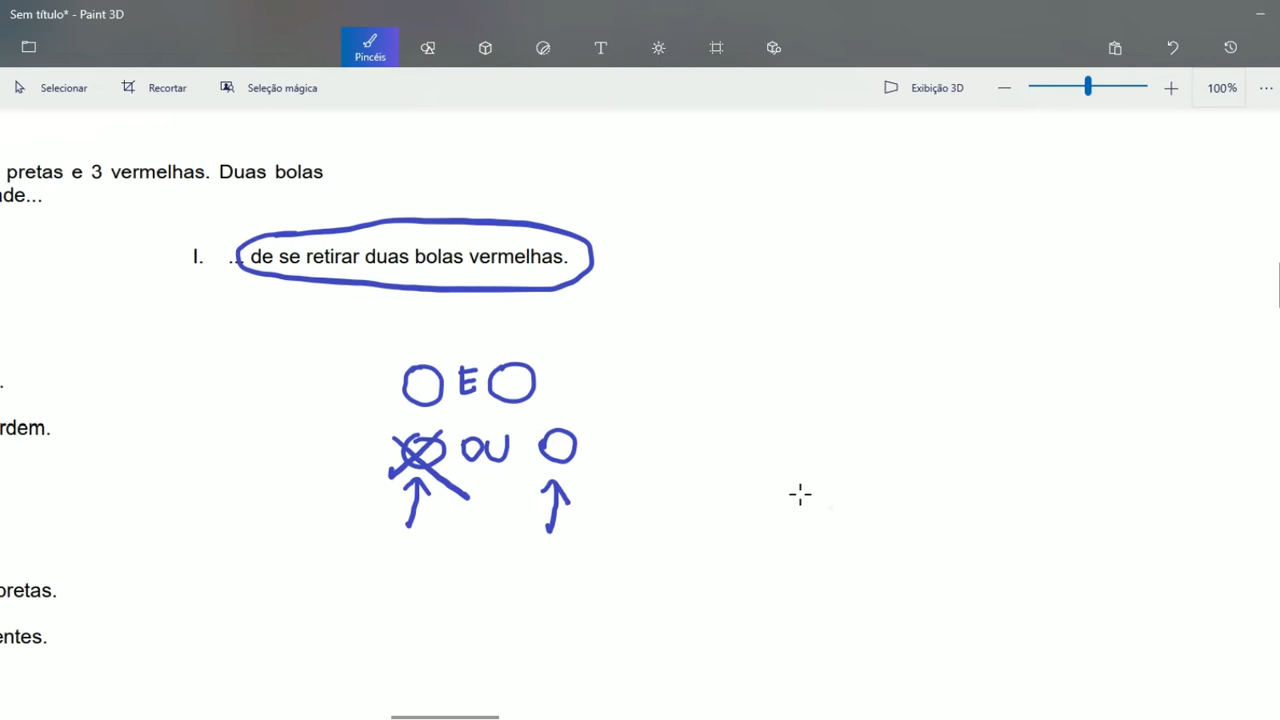 Sem título* - Paint 3D
Pincéis
Selecionar Recortar Seleção mágica Exibição 3D 100%
pretas e 3 vermelhas. Duas bolas
nde...
I. ... de se retirar duas bolas vermelhas.
E
OU
rdem.
pretas.
entes.